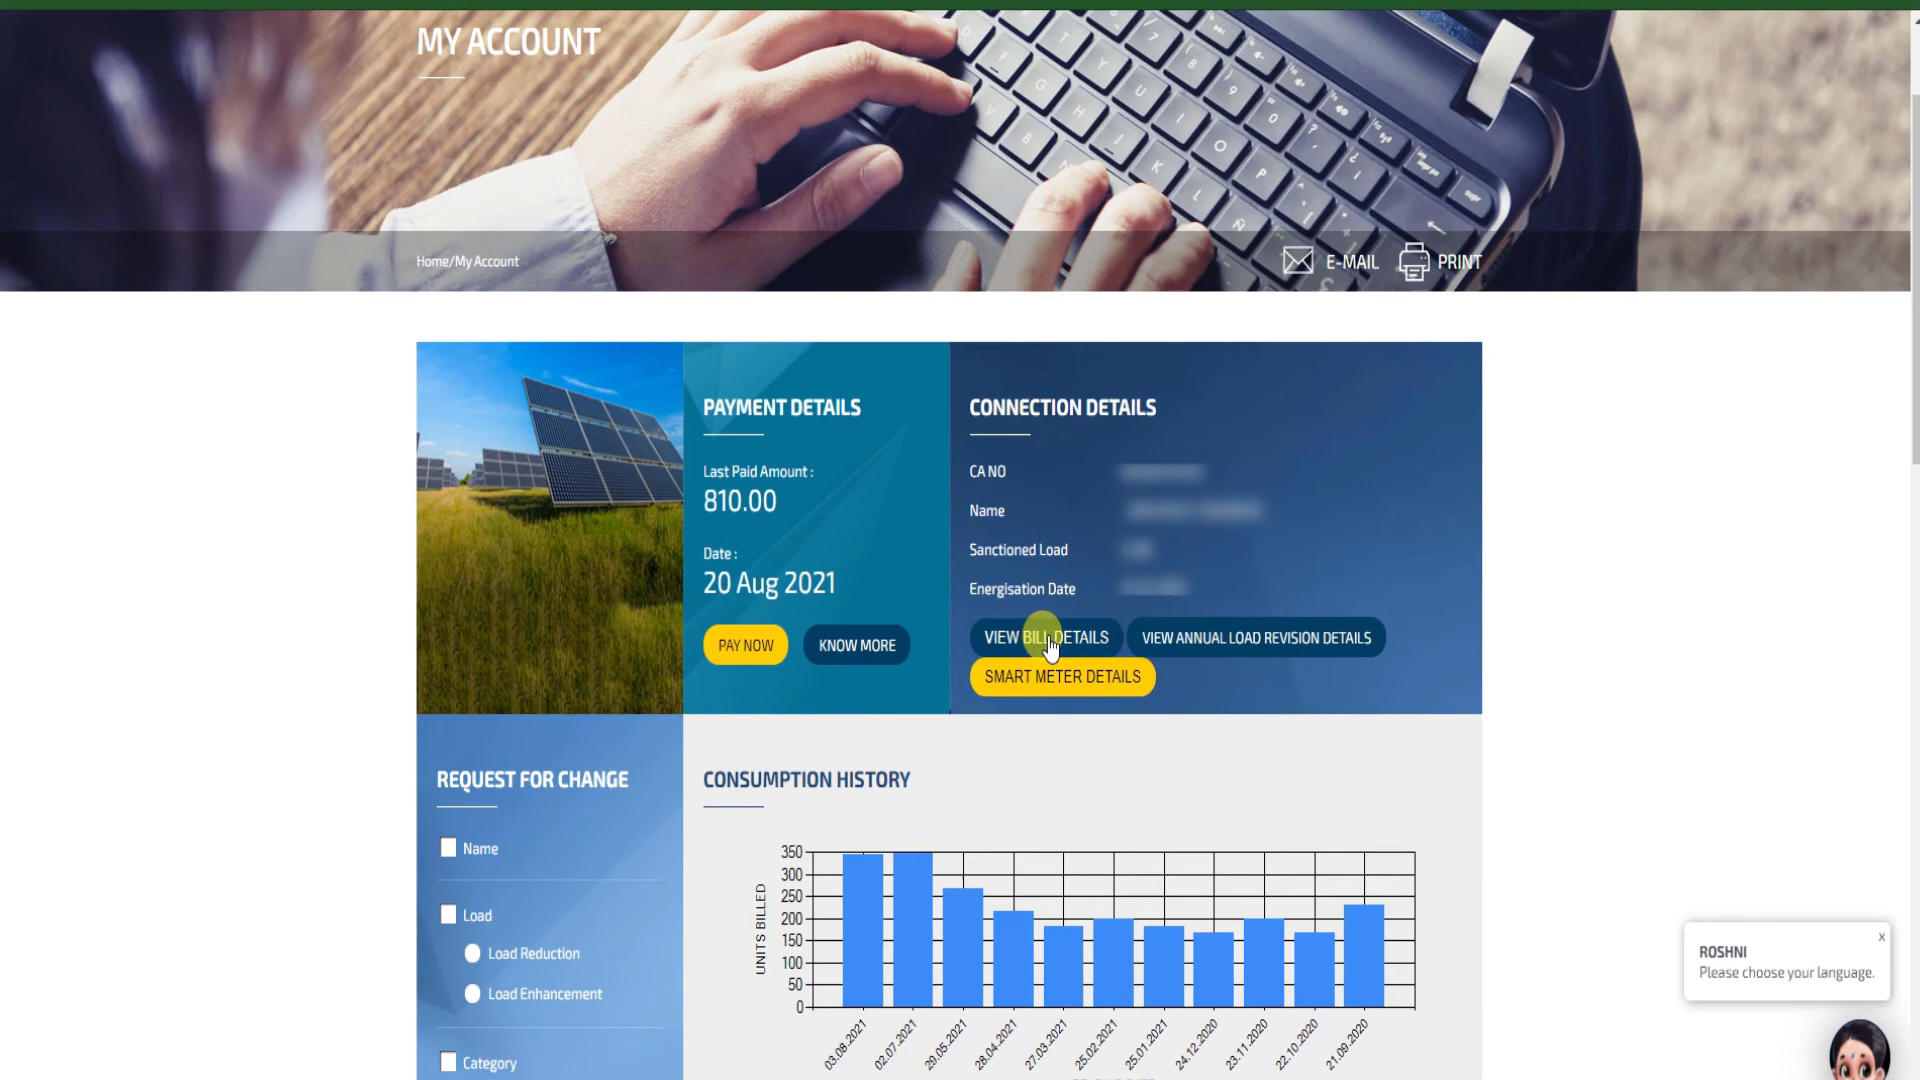 MY ACCOUNT
Home/My Account
E-MAIL
PRINT
PAYMENT DETAILS
Last Paid Amount :
810.00
Date :
20 Aug 2021
PAY NOW
KNOW MORE
CONNECTION DETAILS
CA NO
Name
Sanctioned Load
Energisation Date
VIEW BILL DETAILS
VIEW ANNUAL LOAD REVISION DETAILS
SMART METER DETAILS
REQUEST FOR CHANGE
Name
Load
Load Reduction
Load Enhancement
Category
CONSUMPTION HISTORY
UNITS BILLED
350
300
250
200
150
100
50
0
03.08.2021
02.07.2021
29.05.2021
28.04.2021
27.03.2021
25.02.2021
25.01.2021
24.12.2020
23.11.2020
22.10.2020
21.09.2020
x
ROSHNI
Please choose your language.